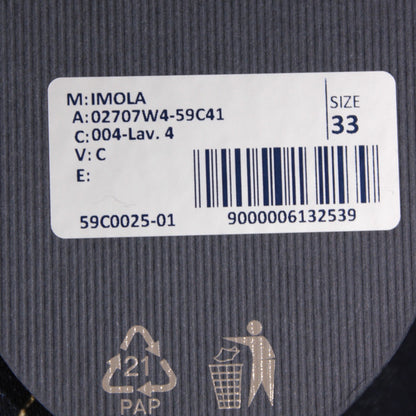 M: IMOLA
A: 02707W4-59C41
C: 004-Lav. 4
V: C
E:
SIZE
33
59C0025-01
9000006132539
21
PAP